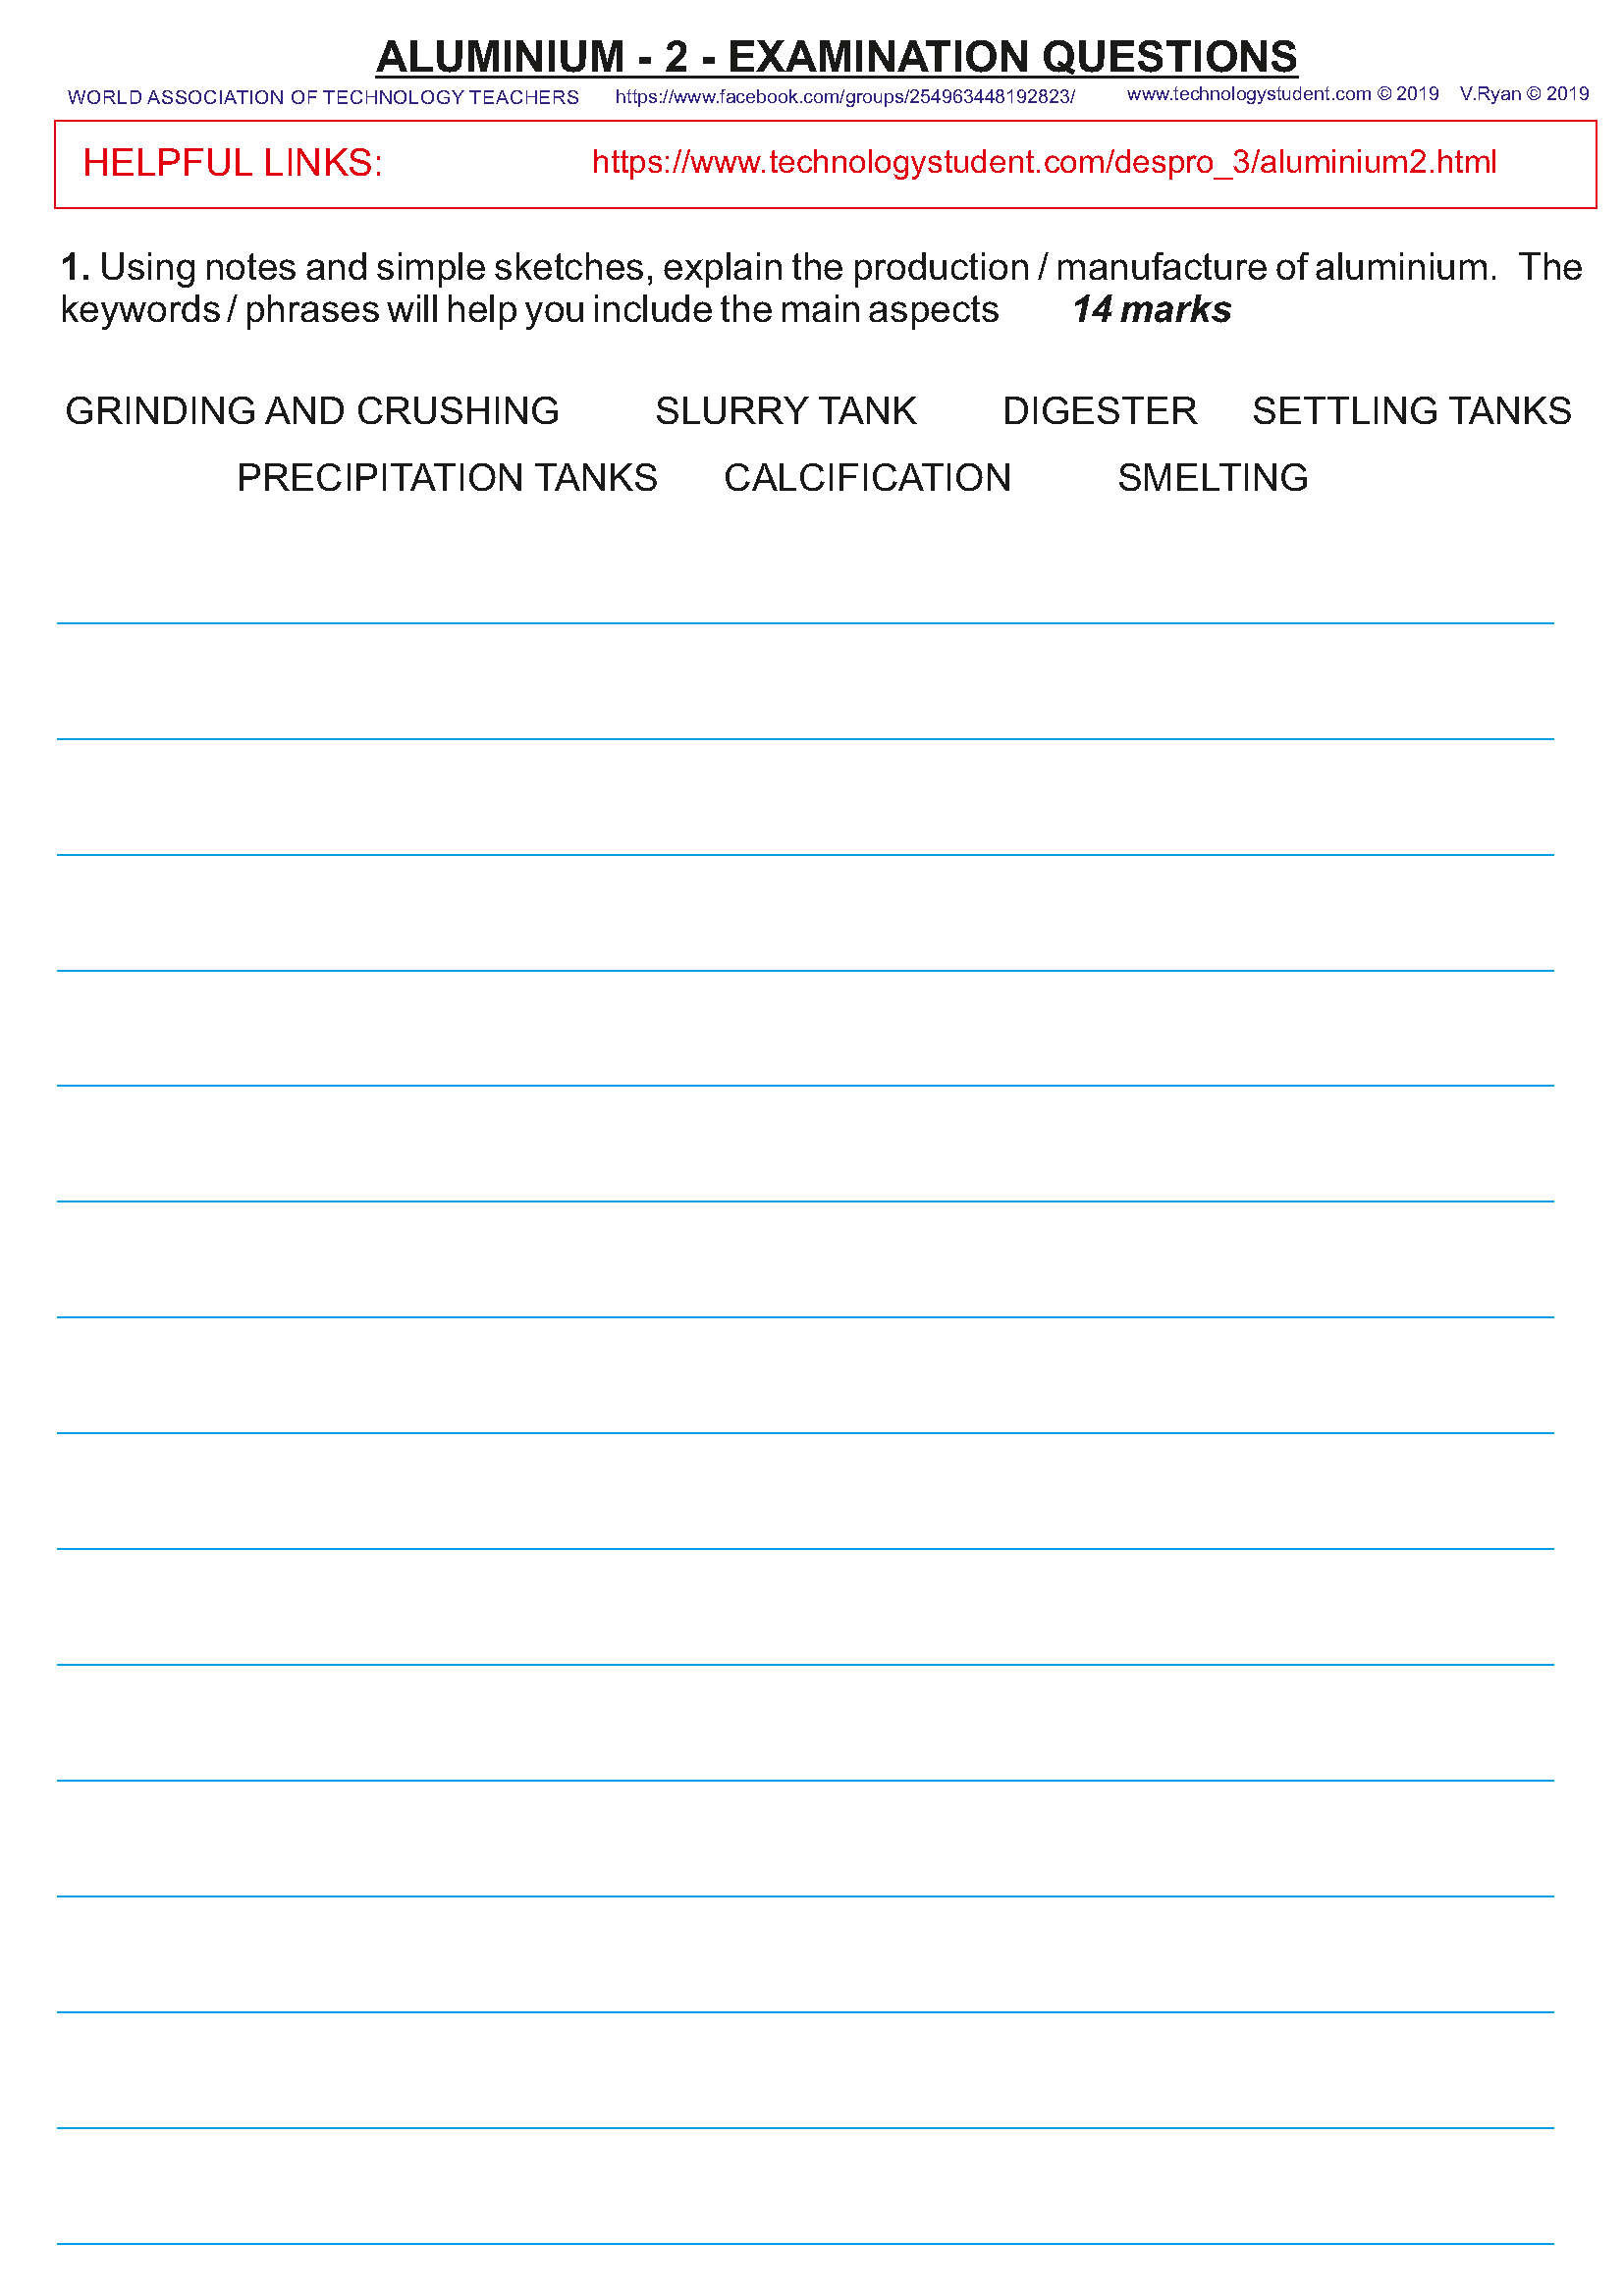 ALUMINIUM - 2 - EXAMINATION QUESTIONS
WORLD ASSOCIATION OF TECHNOLOGY TEACHERS https://www.facebook.com/groups/254963448192823/ www.technologystudent.com © 2019 V.Ryan © 2019
HELPFUL LINKS: https://www.technologystudent.com/despro_3/aluminium2.html
1. Using notes and simple sketches, explain the production / manufacture of aluminium. The
keywords / phrases will help you include the main aspects 14 marks
GRINDING AND CRUSHING SLURRY TANK DIGESTER SETTLING TANKS
PRECIPITATION TANKS CALCIFICATION SMELTING